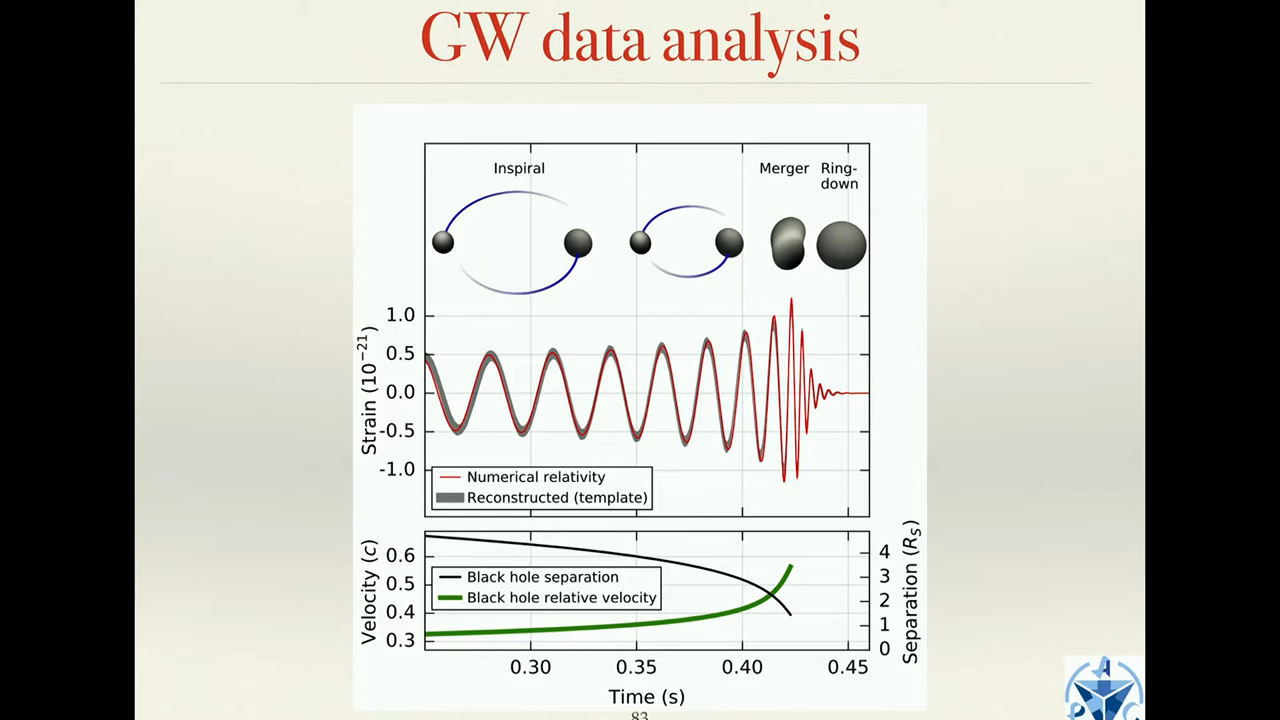 GW data analysis
Inspiral
Merger
Ring-
down
1.0
0.5
0.0
-0.5
-1.0
Strain (10⁻²¹)
Numerical relativity
Reconstructed (template)
0.6
0.5
0.4
0.3
Velocity (c)
Black hole separation
Black hole relative velocity
4
3
2
1
0
Separation (R_S)
0.30 0.35 0.40 0.45
Time (s)
83
A
P C